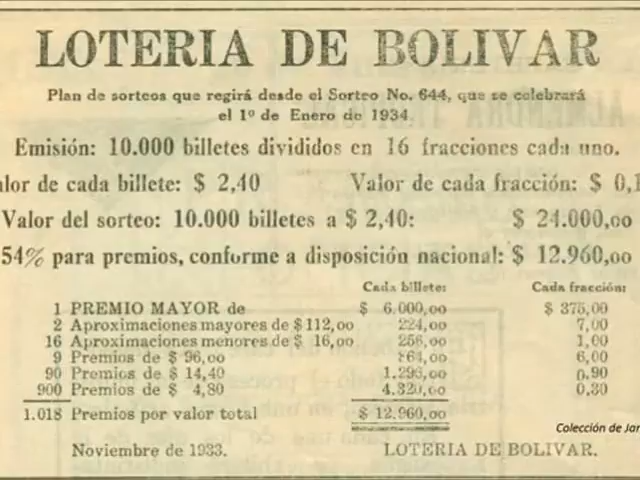 LOTERIA DE BOLIVAR
Plan de sorteos que regirá desde el Sorteo No. 644, que se celebrará
el 1º de Enero de 1934.
Emisión: 10.000 billetes divididos en 16 fracciones cada uno.
alor de cada billete: $ 2,40 Valor de cada fracción: $ 0,1
Valor del sorteo: 10.000 billetes a $ 2,40: $ 24.000,oo
54% para premios, conforme a disposición nacional: $ 12.960,oo
Cada billete: Cada fracción:
1 PREMIO MAYOR de $ 6.000,oo $ 375,00
2 Aproximaciones mayores de $ 112,oo 224,00 7,00
16 Aproximaciones menores de $ 16,oo 256,00 1,00
9 Premios de $ 96,oo 864,00 6,00
90 Premios de $ 14,40 1.296,oo 0,90
900 Premios de $ 4,80 4.320,oo 0,30
1.018 Premios por valor total $ 12.960,oo
Colección de Jor
Noviembre de 1933. LOTERIA DE BOLIVAR.